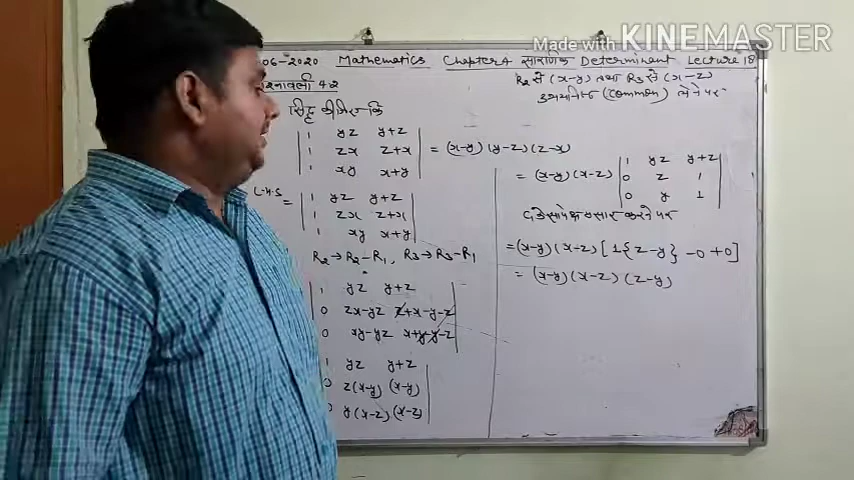 Made with KINEMASTER
06-2020 Mathematics Chapter 4 सारणिक Determinant Lecture 18
4.2
सिद्ध कीजिए कि
| 1 yz y+z |
| 1 zx z+x | = (x-y) (y-z) (z-x)
| 1 xy x+y |
L.H.S = | 1 yz y+z |
| 1 zx z+x |
| 1 xy x+y |
R2 → R2-R1, R3 → R3-R1
| 1 yz y+z |
| 0 zx-yz z+x-y-z |
| 0 xy-yz x+y-y-z |
| 1 yz y+z |
| 0 z(x-y) (x-y) |
| 0 y(x-z) (x-z) |
R2 से (x-y) तथा R3 से (x-z)
उभयनिष्ठ (common) लेने पर
= (x-y) (x-z) | 1 yz y+z |
| 0 z 1 |
| 0 y 1 |
के सापेक्ष प्रसार करने पर
= (x-y) (x-z) [1{z-y} -0 +0]
= (x-y) (x-z) (z-y)